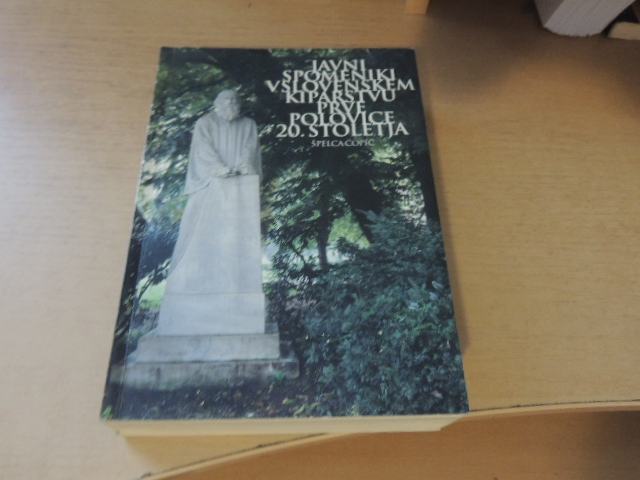 JAVNI
SPOMENIKI
V SLOVENSKEM
KIPARSTVU
PRVE
POLOVICE
20. STOLETJA
ŠPELCA ČOPIČ